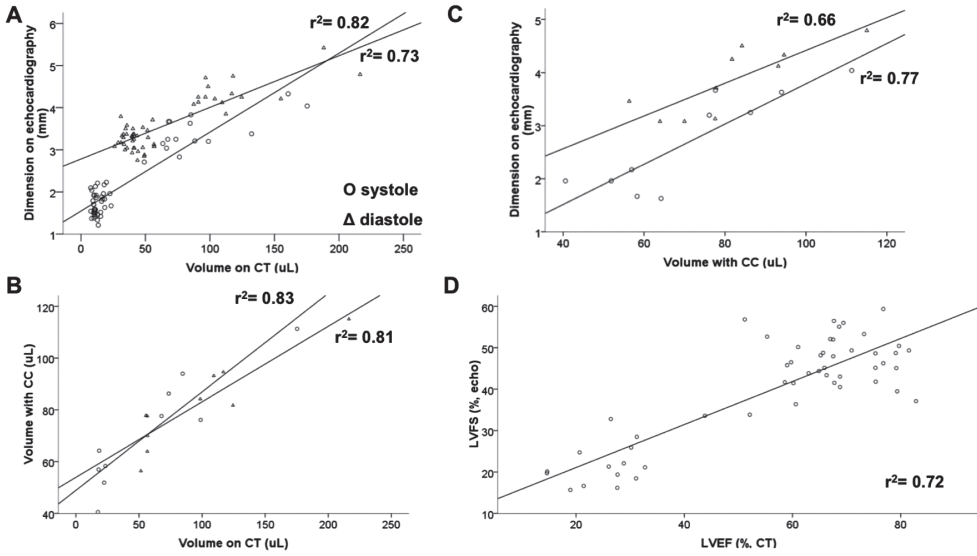 A
r²= 0.82
r²= 0.73
Dimension on echocardiography
(mm)
6
5
4
3
2
1
O systole
Δ diastole
0
50
100
150
200
250
Volume on CT (uL)
C
r²= 0.66
r²= 0.77
Dimension on echocardiography
(mm)
5
4
3
2
1
40
60
80
100
120
Volume with CC (uL)
B
r²= 0.83
r²= 0.81
Volume with CC (uL)
120
100
80
60
40
0
50
100
150
200
250
Volume on CT (uL)
D
LVFS (%, echo)
60
50
40
30
20
10
r²= 0.72
20
40
60
80
LVEF (%, CT)